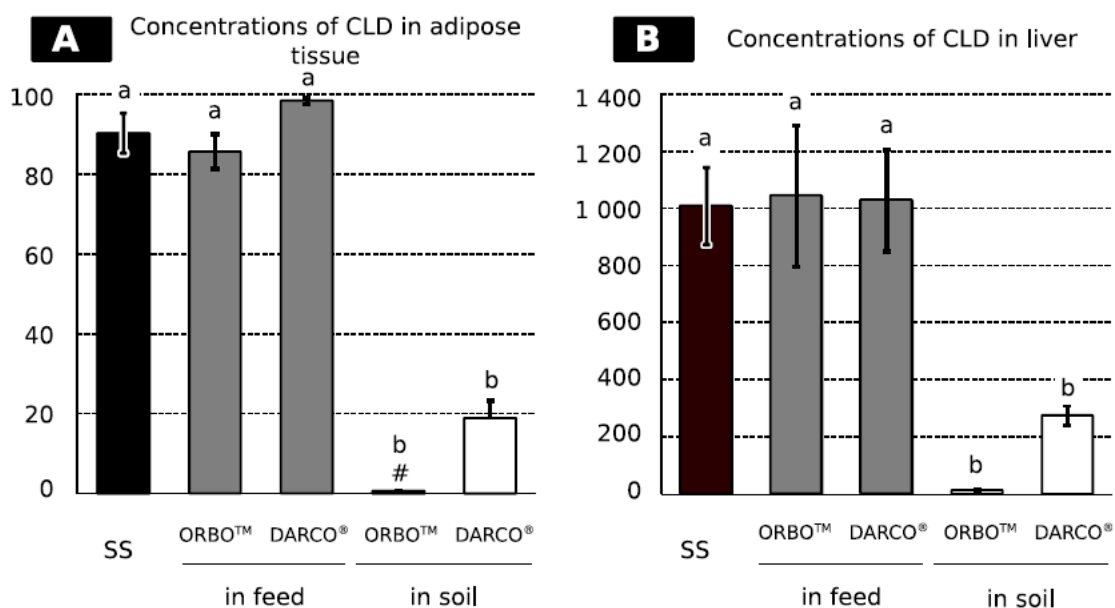 A
Concentrations of CLD in adipose
tissue
a
a
a
b
#
b
100
80
60
40
20
0
SS
ORBO™ DARCO® ORBO™ DARCO®
in feed
in soil
B
Concentrations of CLD in liver
a
a
a
b
b
1 400
1 200
1 000
800
600
400
200
0
SS
ORBO™ DARCO® ORBO™ DARCO®
in feed
in soil